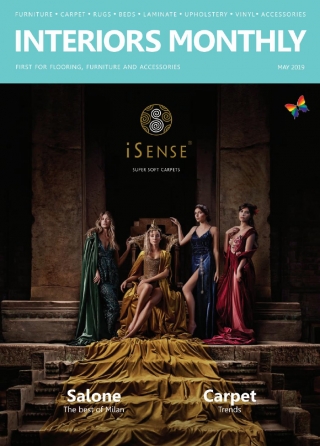 FURNITURE • CARPET • RUGS • BEDS • LAMINATE • UPHOLSTERY • VINYL • ACCESSORIES
INTERIORS MONTHLY
FIRST FOR FLOORING, FURNITURE AND ACCESSORIES
MAY 2019
iSENSE®
SUPER SOFT CARPETS
Salone
The best of Milan
Carpet
Trends